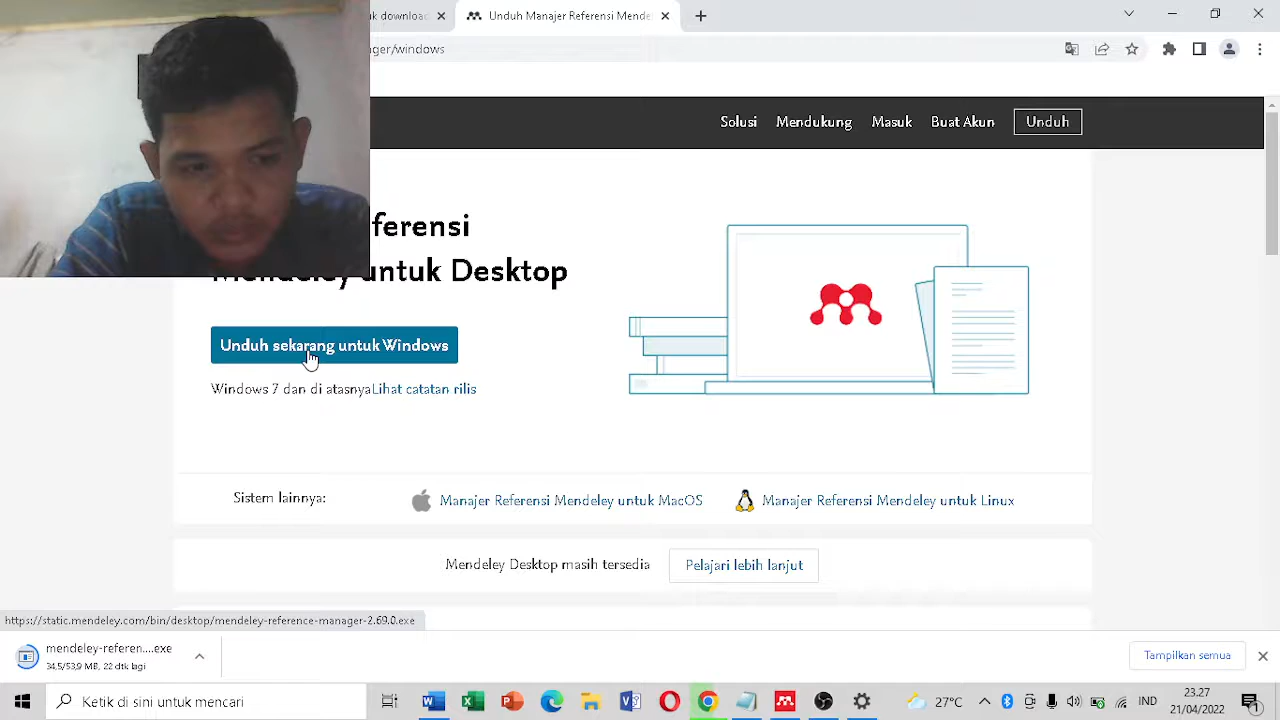 k download
Unduh Manajer Referensi Mende
ger/windows
Solusi Mendukung Masuk Buat Akun Unduh
ferensi
Mendeley untuk Desktop
Unduh sekarang untuk Windows
Windows 7 dan di atasnyaLihat catatan rilis
Sistem lainnya: Manajer Referensi Mendeley untuk MacOS Manajer Referensi Mendeley untuk Linux
Mendeley Desktop masih tersedia Pelajari lebih lanjut
https://static.mendeley.com/bin/desktop/mendeley-reference-manager-2.69.0.exe
mendeley-referen....exe
34,5/53,9 MB, 22 dtk lagi
Tampilkan semua
Ketik di sini untuk mencari
27°C
IND
23.27
21/04/2022